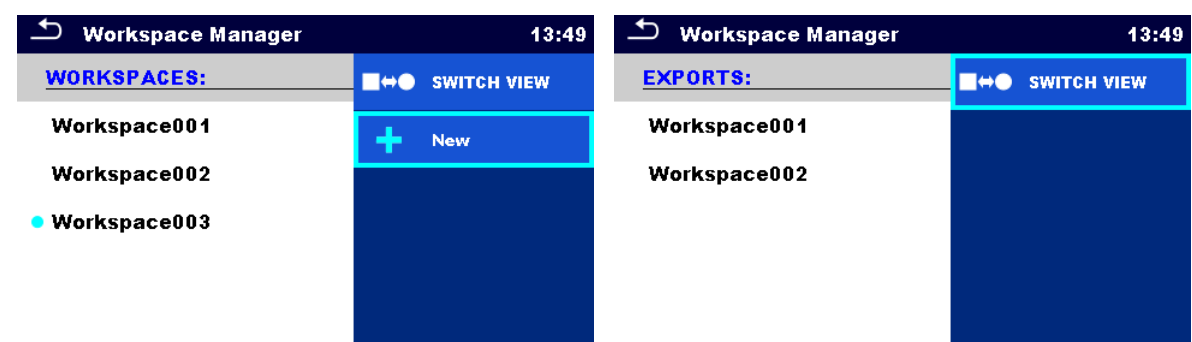 Workspace Manager 13:49
WORKSPACES:
SWITCH VIEW
Workspace001
New
Workspace002
Workspace003
Workspace Manager 13:49
EXPORTS:
SWITCH VIEW
Workspace001
Workspace002